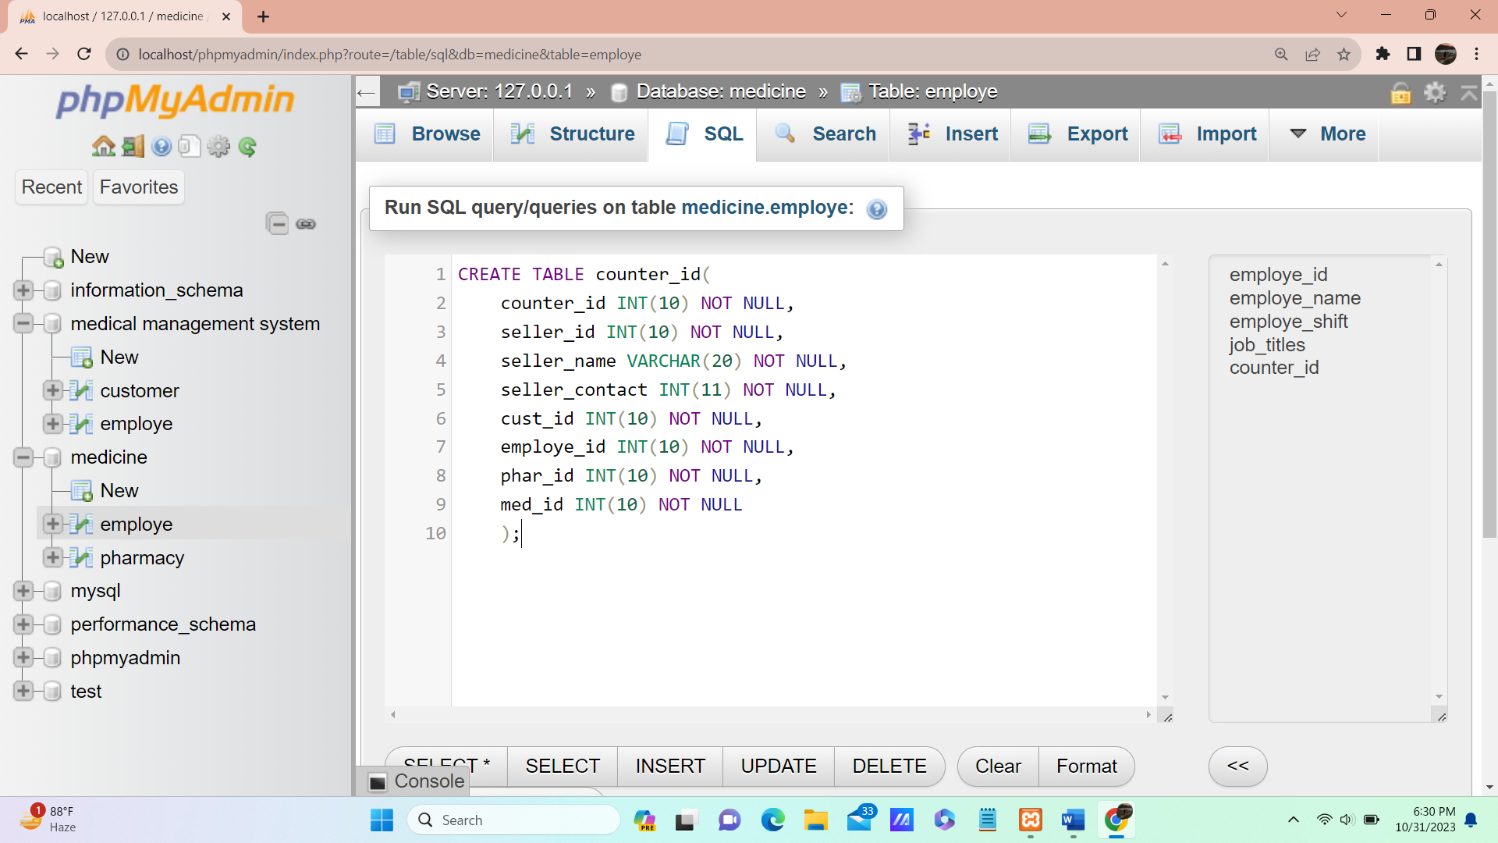 localhost / 127.0.0.1 / medicine
localhost/phpmyadmin/index.php?route=/table/sql&db=medicine&table=employe
phpMyAdmin
Recent
Favorites
New
information_schema
medical management system
New
customer
employe
medicine
New
employe
pharmacy
mysql
performance_schema
phpmyadmin
test
Server: 127.0.0.1 » Database: medicine » Table: employe
Browse
Structure
SQL
Search
Insert
Export
Import
More
Run SQL query/queries on table medicine.employe:
1 CREATE TABLE counter_id(
2 counter_id INT(10) NOT NULL,
3 seller_id INT(10) NOT NULL,
4 seller_name VARCHAR(20) NOT NULL,
5 seller_contact INT(11) NOT NULL,
6 cust_id INT(10) NOT NULL,
7 employe_id INT(10) NOT NULL,
8 phar_id INT(10) NOT NULL,
9 med_id INT(10) NOT NULL
10 );
employe_id
employe_name
employe_shift
job_titles
counter_id
SELECT *
SELECT
INSERT
UPDATE
DELETE
Clear
Format
<<
Console
1
88°F
Haze
Search
PRE
33
W
6:30 PM
10/31/2023